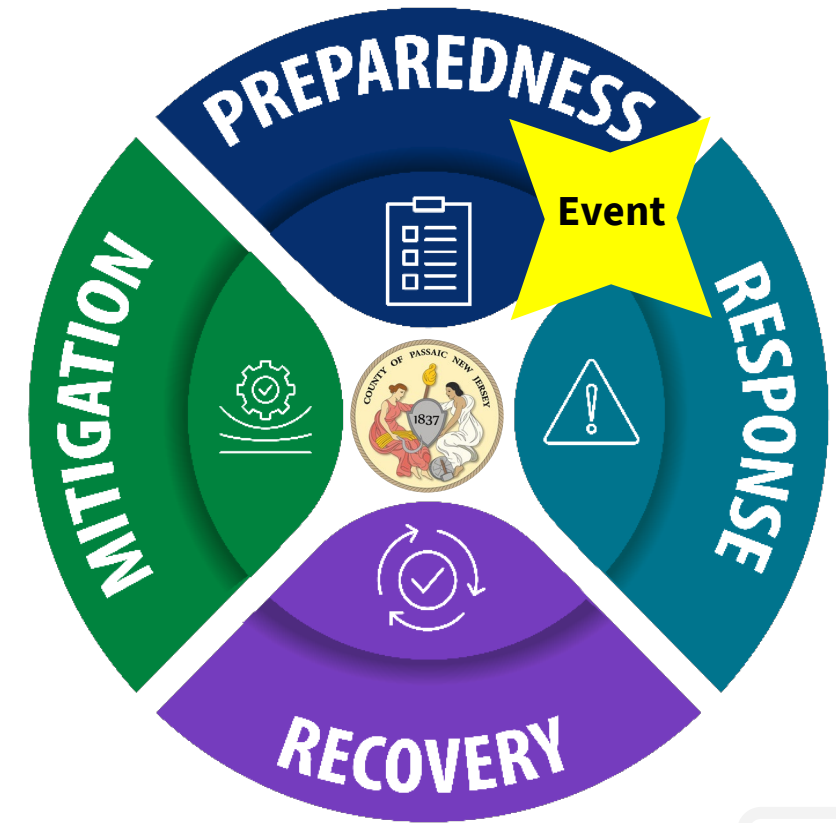 PREPAREDNESS
Event
RESPONSE
MITIGATION
COUNTY OF PASSAIC NEW JERSEY
1837
RECOVERY